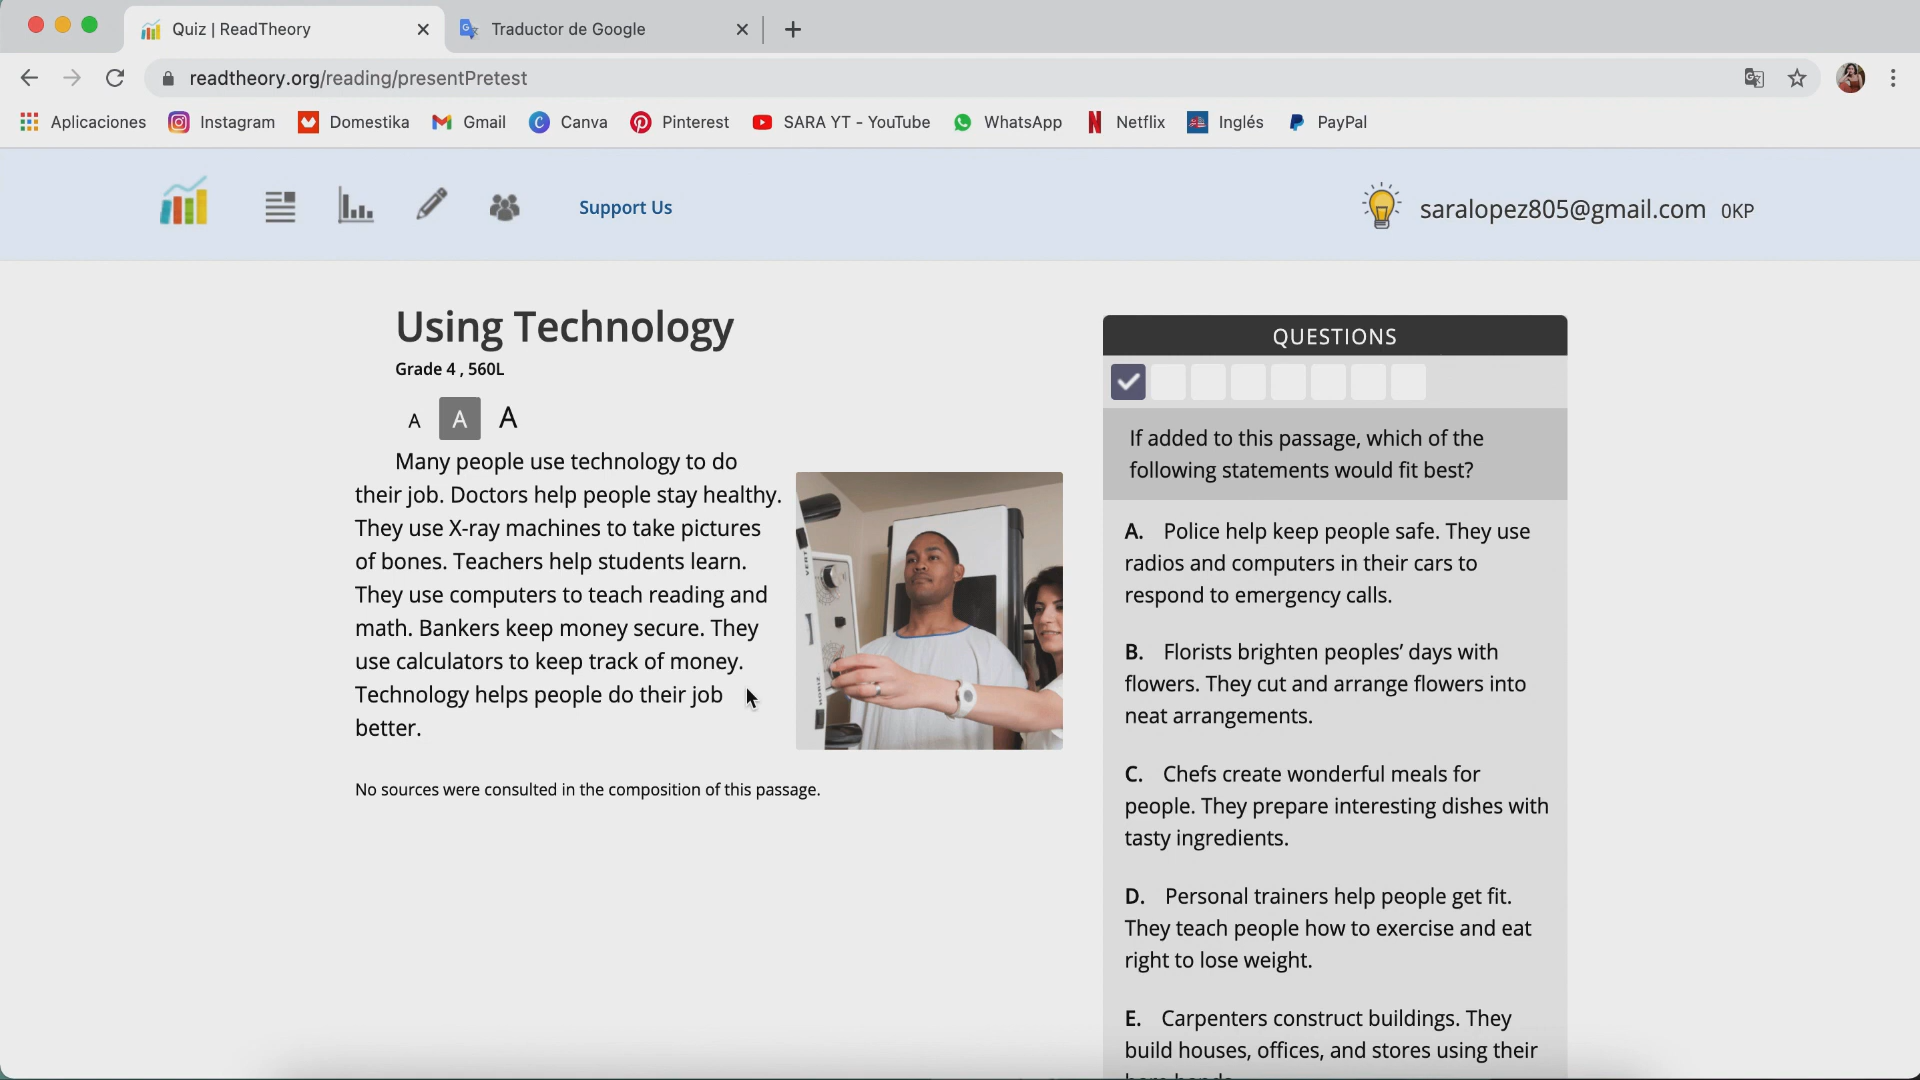 Quiz | ReadTheory
Traductor de Google
readtheory.org/reading/presentPretest
Aplicaciones
Instagram
Domestika
Gmail
Canva
Pinterest
SARA YT - YouTube
WhatsApp
Netflix
Inglés
PayPal
Support Us
saralopez805@gmail.com 0KP
Using Technology
Grade 4 , 560L
A A A
Many people use technology to do
their job. Doctors help people stay healthy.
They use X-ray machines to take pictures
of bones. Teachers help students learn.
They use computers to teach reading and
math. Bankers keep money secure. They
use calculators to keep track of money.
Technology helps people do their job
better.
No sources were consulted in the composition of this passage.
QUESTIONS
If added to this passage, which of the
following statements would fit best?
A. Police help keep people safe. They use
radios and computers in their cars to
respond to emergency calls.
B. Florists brighten peoples' days with
flowers. They cut and arrange flowers into
neat arrangements.
C. Chefs create wonderful meals for
people. They prepare interesting dishes with
tasty ingredients.
D. Personal trainers help people get fit.
They teach people how to exercise and eat
right to lose weight.
E. Carpenters construct buildings. They
build houses, offices, and stores using their